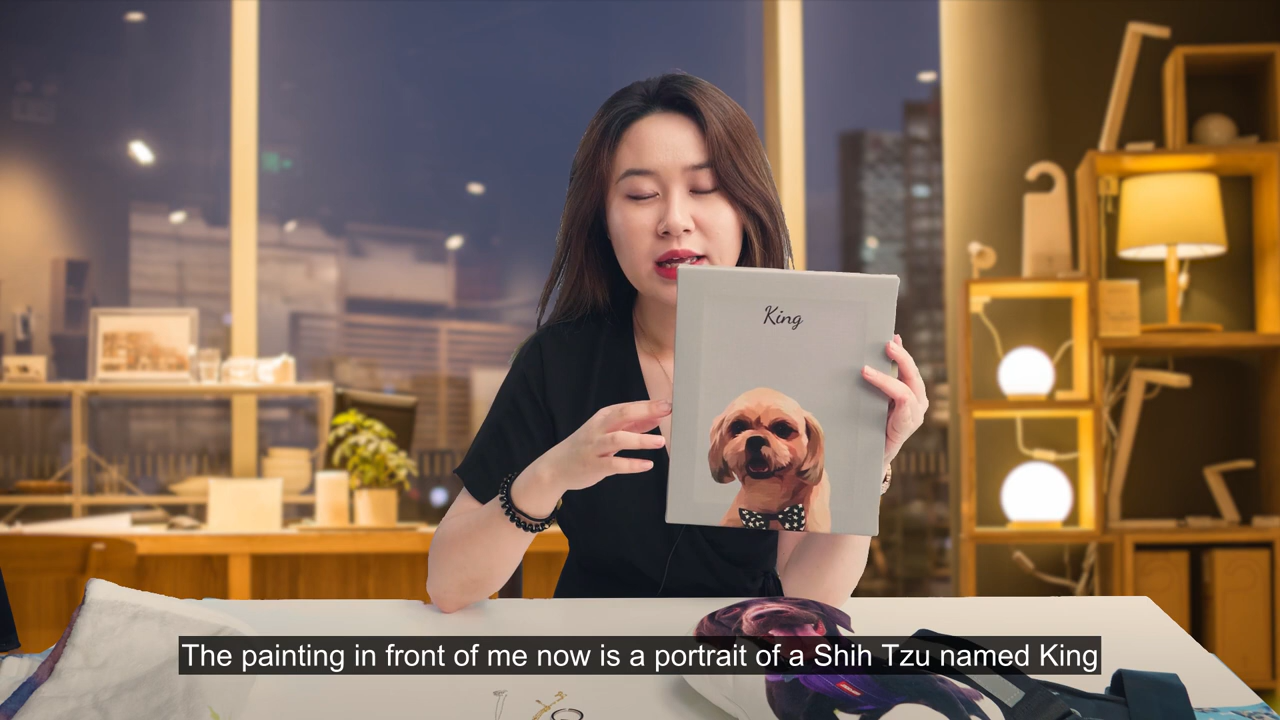 King
The painting in front of me now is a portrait of a Shih Tzu named King